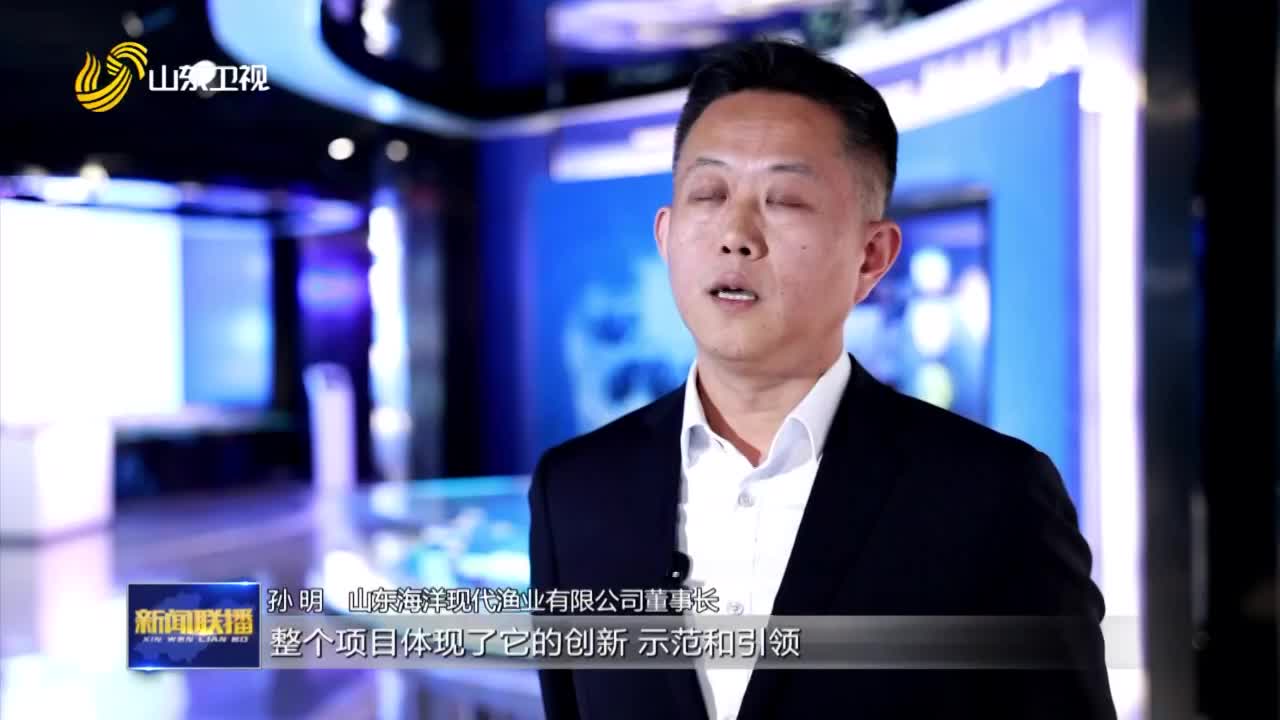 山东卫视
孙明 山东海洋现代渔业有限公司董事长
新闻联播
XIN WEN LIAN BO
整个项目体现了它的创新 示范和引领